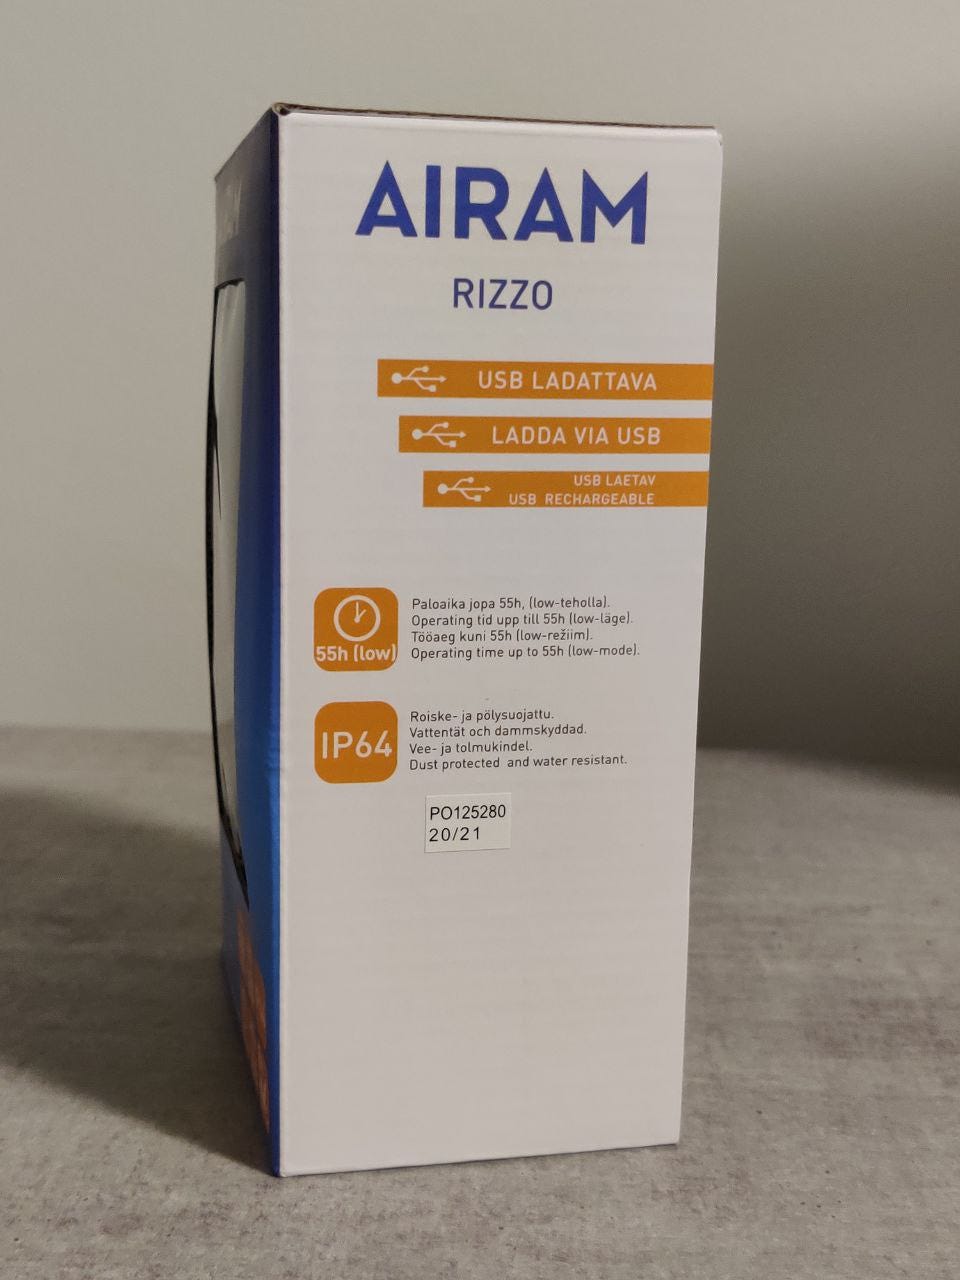 AIRAM
RIZZO
USB LADATTAVA
LADDA VIA USB
USB LAETAV
USB RECHARGEABLE
55h (low)
Paloaika jopa 55h, (low-teholla).
Operating tid upp till 55h (low-läge).
Tööaeg kuni 55h (low-režiim).
Operating time up to 55h (low-mode).
IP64
Roiske- ja pölysuojattu.
Vattentät och dammskyddad.
Vee- ja tolmukindel.
Dust protected and water resistant.
PO125280
20/21